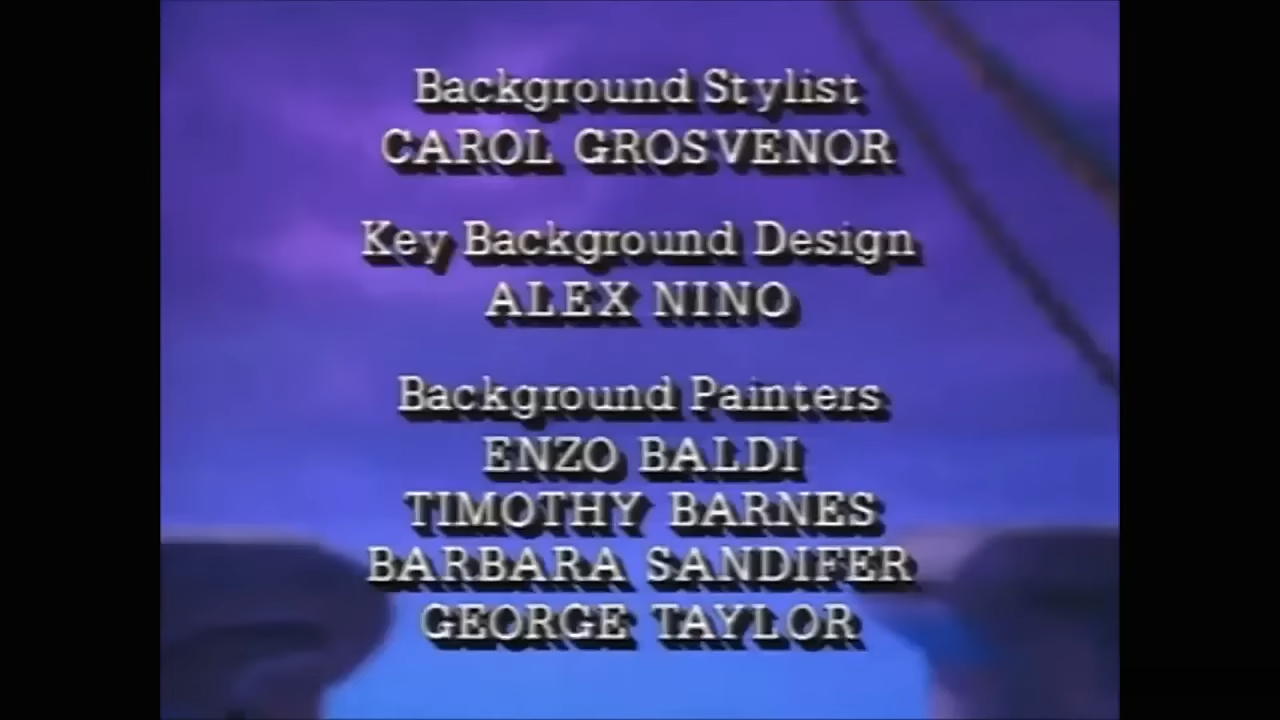 Background Stylist
CAROL GROSVENOR
Key Background Design
ALEX NINO
Background Painters
ENZO BALDI
TIMOTHY BARNES
BARBARA SANDIFER
GEORGE TAYLOR